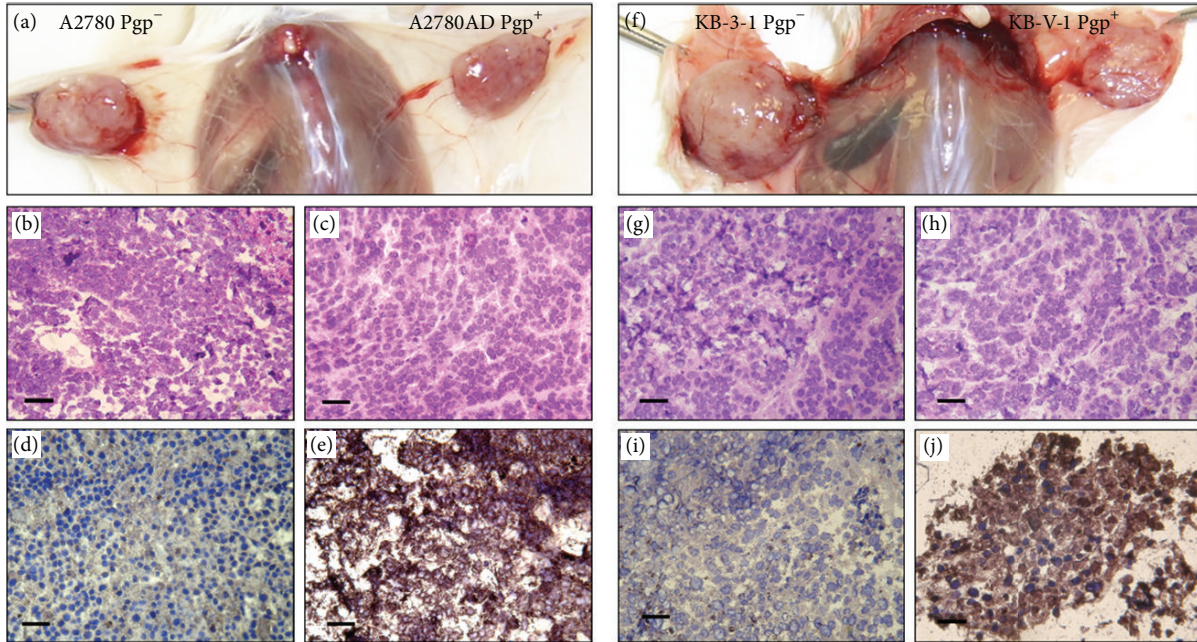 (a) A2780 Pgp⁻ A2780AD Pgp⁺
(f) KB-3-1 Pgp⁻ KB-V-1 Pgp⁺
(b)
(c)
(g)
(h)
(d)
(e)
(i)
(j)